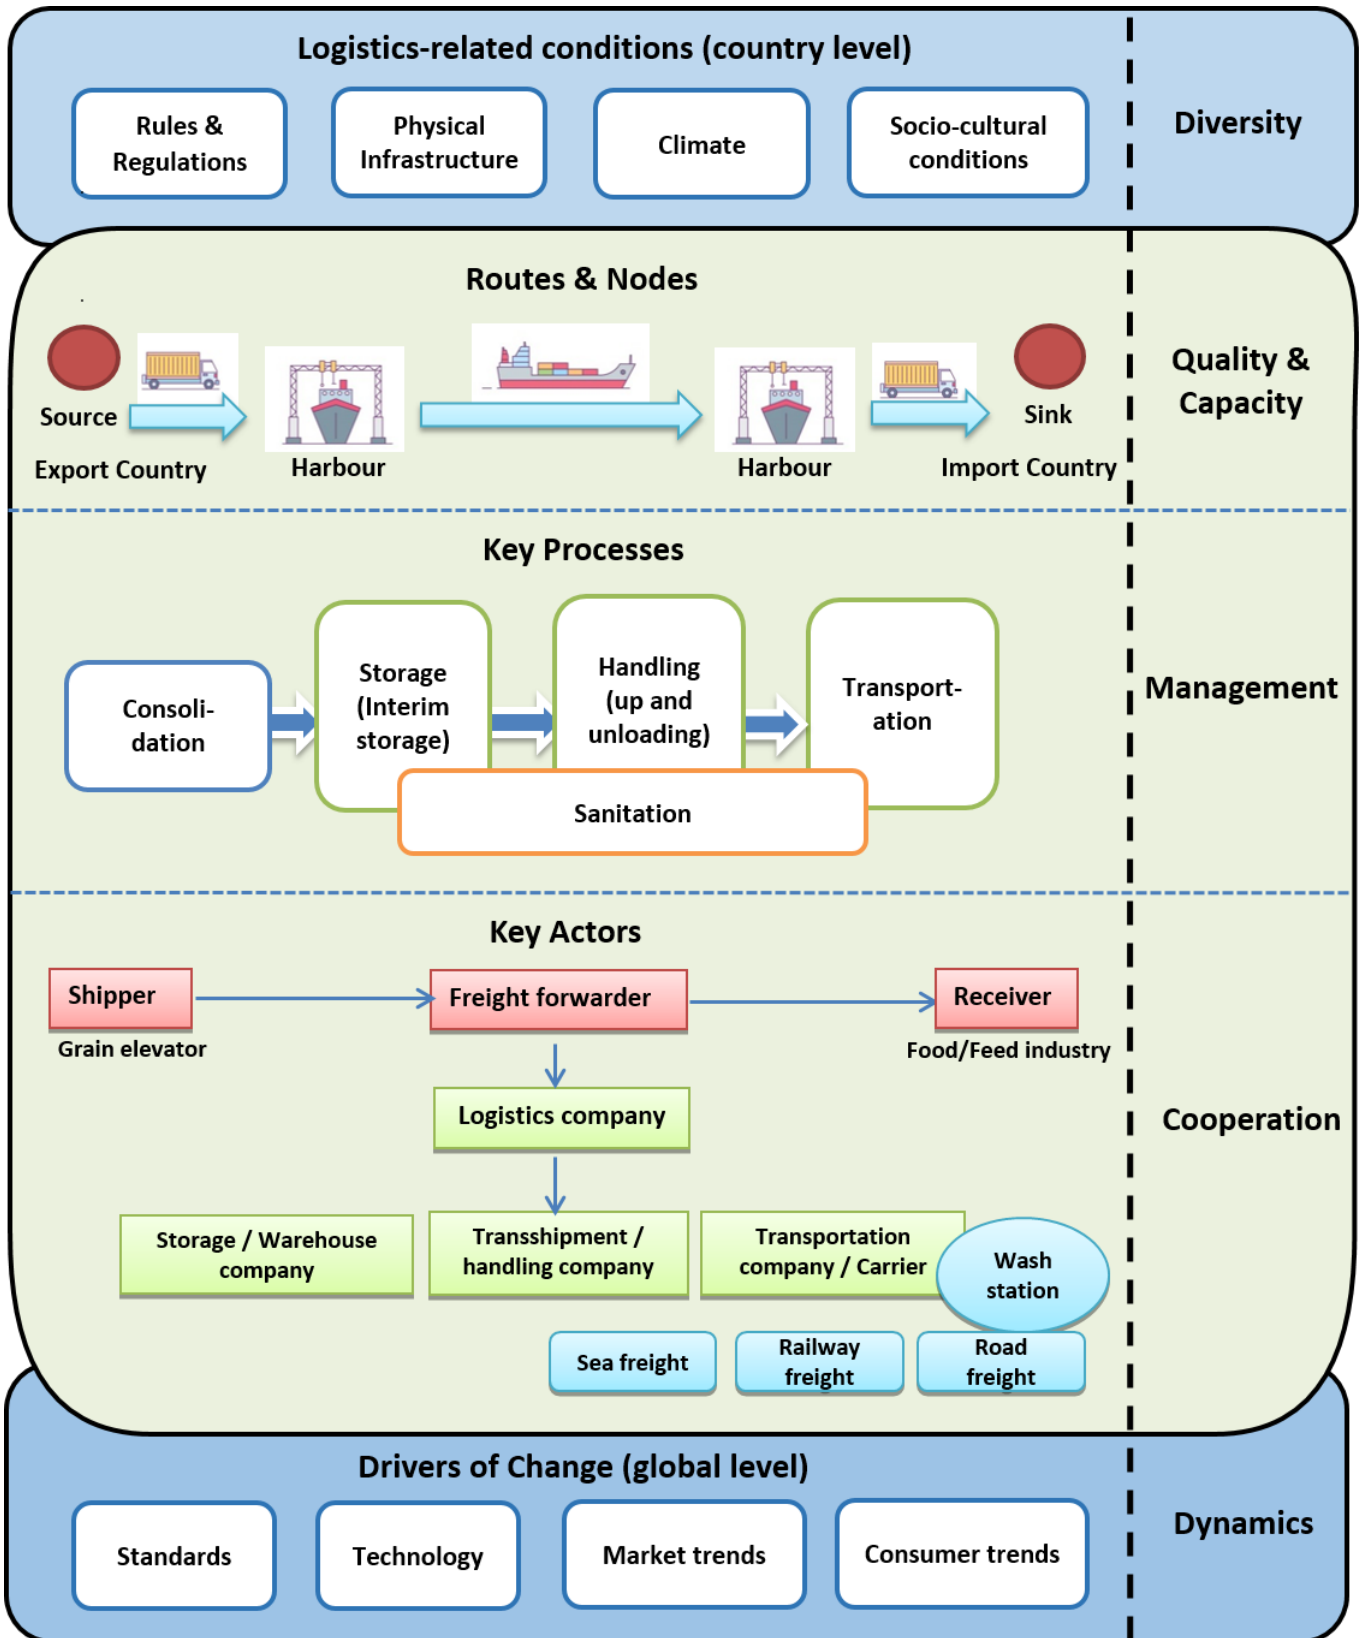 Logistics-related conditions (country level)
Rules &
Regulations
Physical
Infrastructure
Climate
Socio-cultural
conditions
Diversity
Routes & Nodes
Source
Export Country
Harbour
Harbour
Sink
Import Country
Quality &
Capacity
Key Processes
Consoli-
dation
Storage
(Interim
storage)
Handling
(up and
unloading)
Transport-
ation
Sanitation
Management
Key Actors
Shipper
Grain elevator
Freight forwarder
Receiver
Food/Feed industry
Logistics company
Cooperation
Storage / Warehouse
company
Transshipment /
handling company
Transportation
company / Carrier
Wash
station
Sea freight
Railway
freight
Road
freight
Drivers of Change (global level)
Standards
Technology
Market trends
Consumer trends
Dynamics